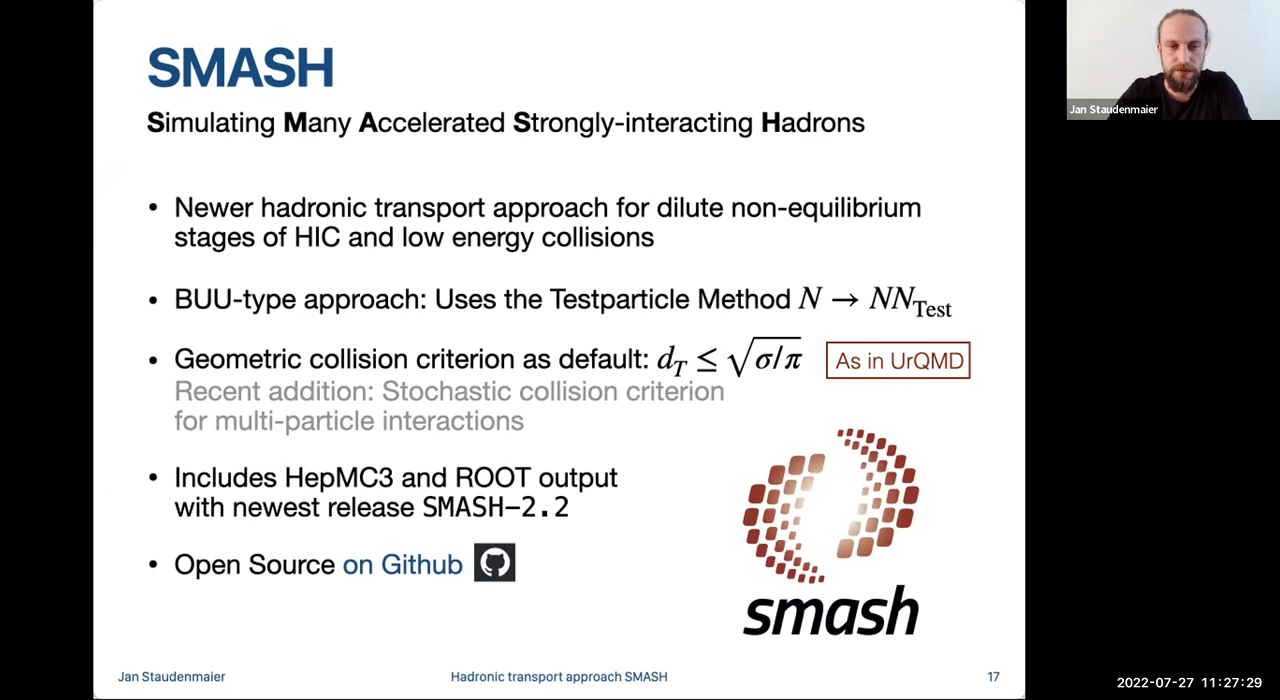 SMASH
Simulating Many Accelerated Strongly-interacting Hadrons
• Newer hadronic transport approach for dilute non-equilibrium
stages of HIC and low energy collisions
• BUU-type approach: Uses the Testparticle Method N → NN_Test
• Geometric collision criterion as default: d_T ≤ √σ/π
As in UrQMD
Recent addition: Stochastic collision criterion
for multi-particle interactions
• Includes HepMC3 and ROOT output
with newest release SMASH–2.2
• Open Source on Github
smash
Jan Staudenmaier
Hadronic transport approach SMASH
17
Jan Staudenmaier
2022-07-27 11:27:29